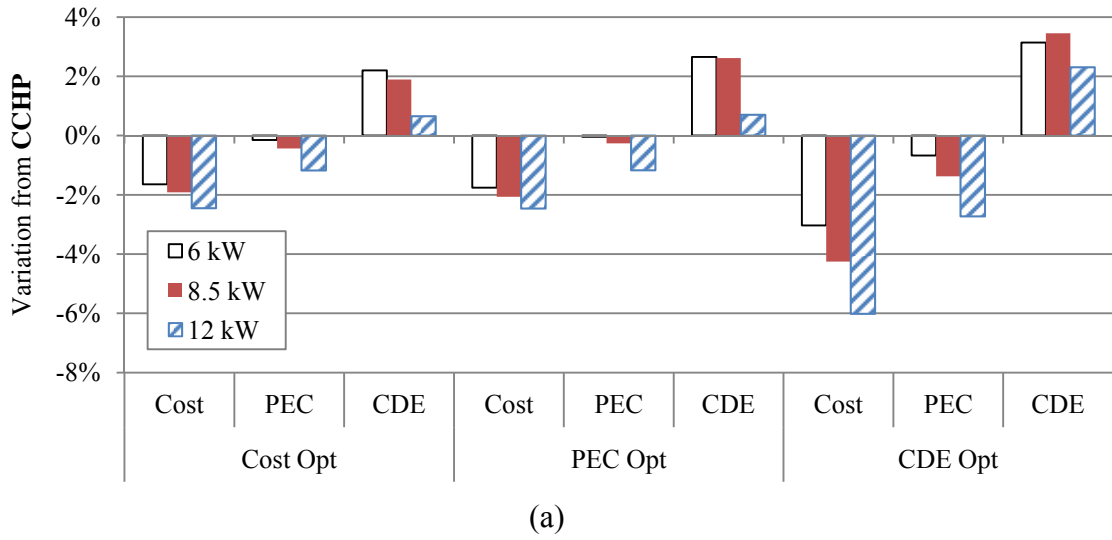 4%
2%
0%
-2%
-4%
-6%
-8%
Variation from CCHP
6 kW
8.5 kW
12 kW
Cost PEC CDE Cost PEC CDE Cost PEC CDE
Cost Opt PEC Opt CDE Opt
(a)